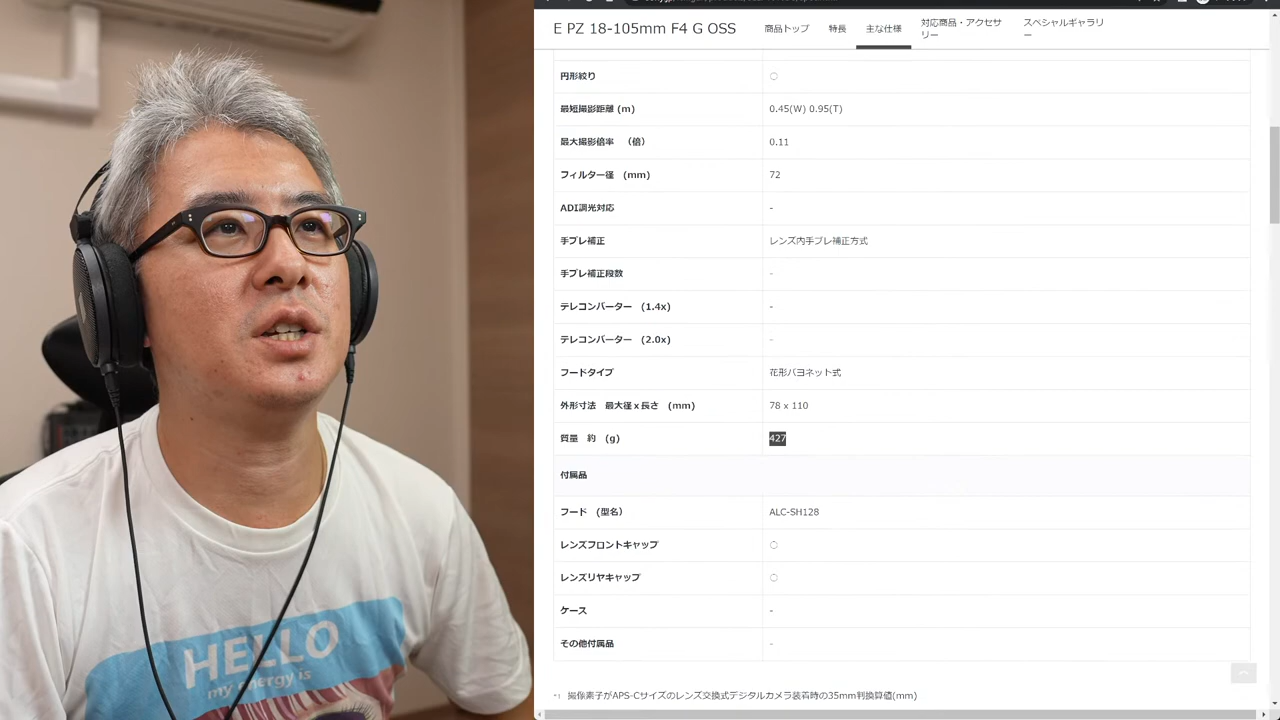 E PZ 18-105mm F4 G OSS
商品トップ
特長
主な仕様
対応商品・アクセサ
リー
スペシャルギャラリ
ー
円形絞り ○
最短撮影距離 (m) 0.45(W) 0.95(T)
最大撮影倍率 （倍） 0.11
フィルター径 (mm) 72
ADI調光対応 -
手ブレ補正 レンズ内手ブレ補正方式
手ブレ補正段数 -
テレコンバーター (1.4x) -
テレコンバーター (2.0x) -
フードタイプ 花形バヨネット式
外形寸法 最大径 x 長さ (mm) 78 x 110
質量 約 (g) 427
付属品
フード (型名) ALC-SH128
レンズフロントキャップ ○
レンズリヤキャップ ○
ケース -
その他付属品 -
*1 撮像素子がAPS-Cサイズのレンズ交換式デジタルカメラ装着時の35mm判換算値(mm)
HELLO
my energy is